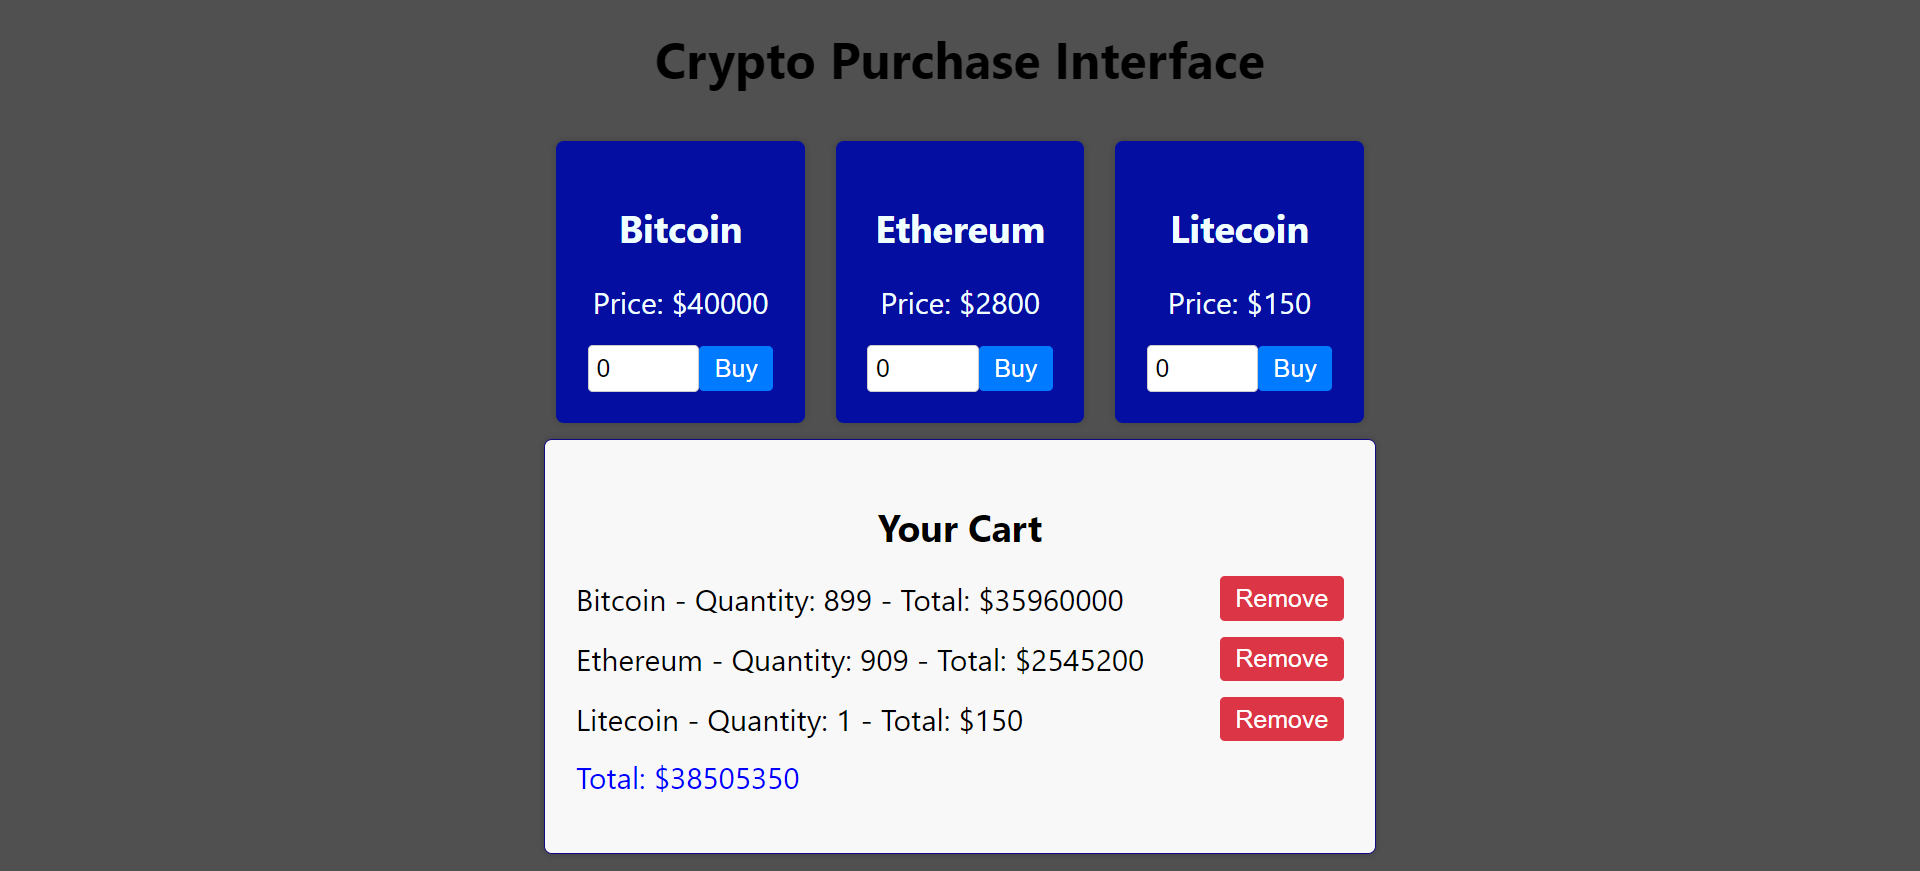 Crypto Purchase Interface
Bitcoin
Price: $40000
0 Buy
Ethereum
Price: $2800
0 Buy
Litecoin
Price: $150
0 Buy
Your Cart
Bitcoin - Quantity: 899 - Total: $35960000 Remove
Ethereum - Quantity: 909 - Total: $2545200 Remove
Litecoin - Quantity: 1 - Total: $150 Remove
Total: $38505350